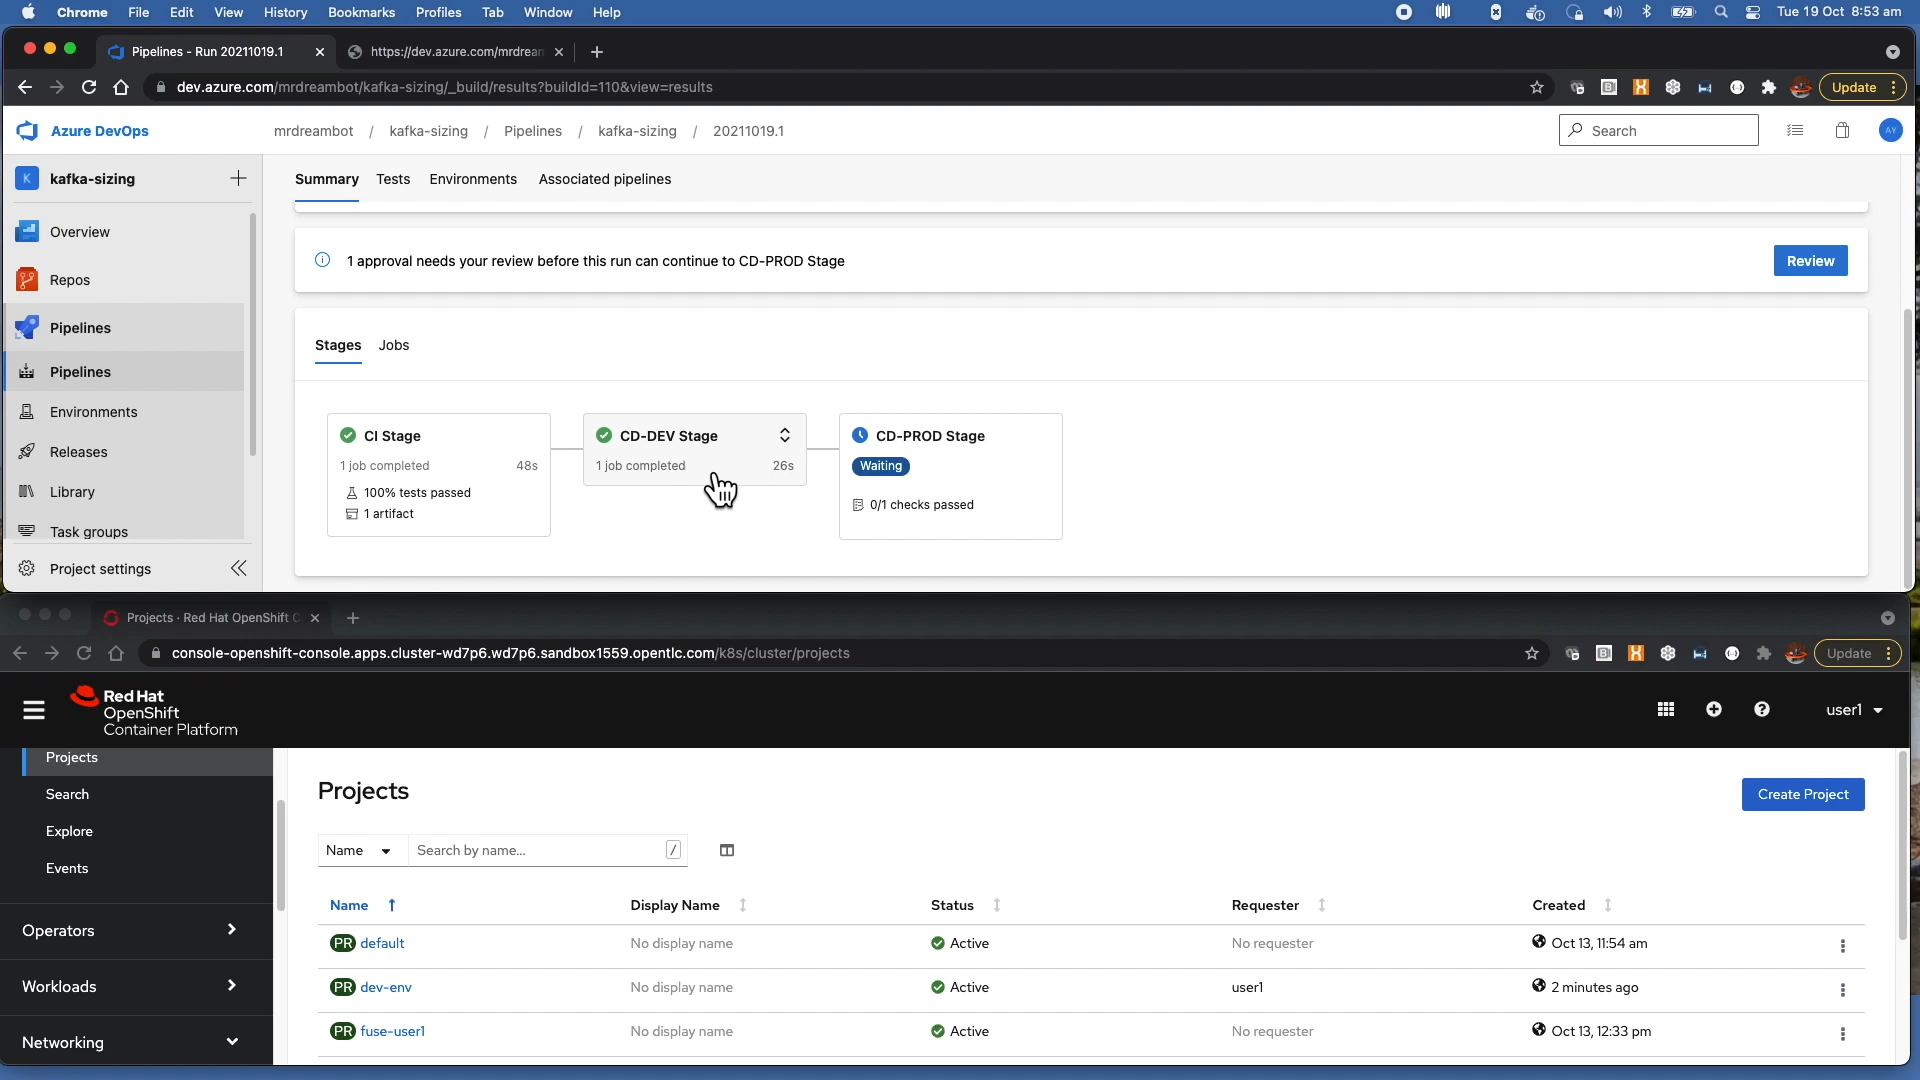 Chrome File Edit View History Bookmarks Profiles Tab Window Help
Tue 19 Oct 8:53 am
Pipelines - Run 20211019.1
https://dev.azure.com/mrdrean
dev.azure.com/mrdreambot/kafka-sizing/_build/results?buildId=110&view=results
Update
Azure DevOps
mrdreambot / kafka-sizing / Pipelines / kafka-sizing / 20211019.1
Search
AY
K kafka-sizing
Overview
Repos
Pipelines
Pipelines
Environments
Releases
Library
Task groups
Project settings
Summary Tests Environments Associated pipelines
1 approval needs your review before this run can continue to CD-PROD Stage
Review
Stages Jobs
CI Stage
1 job completed 48s
100% tests passed
1 artifact
CD-DEV Stage
1 job completed 26s
CD-PROD Stage
Waiting
0/1 checks passed
Projects · Red Hat OpenShift C
console-openshift-console.apps.cluster-wd7p6.wd7p6.sandbox1559.opentlc.com/k8s/cluster/projects
Update
Red Hat
OpenShift
Container Platform
user1
Projects
Search
Explore
Events
Operators
Workloads
Networking
Projects
Create Project
Name Search by name... /
Name Display Name Status Requester Created
PR default No display name Active No requester Oct 13, 11:54 am
PR dev-env No display name Active user1 2 minutes ago
PR fuse-user1 No display name Active No requester Oct 13, 12:33 pm